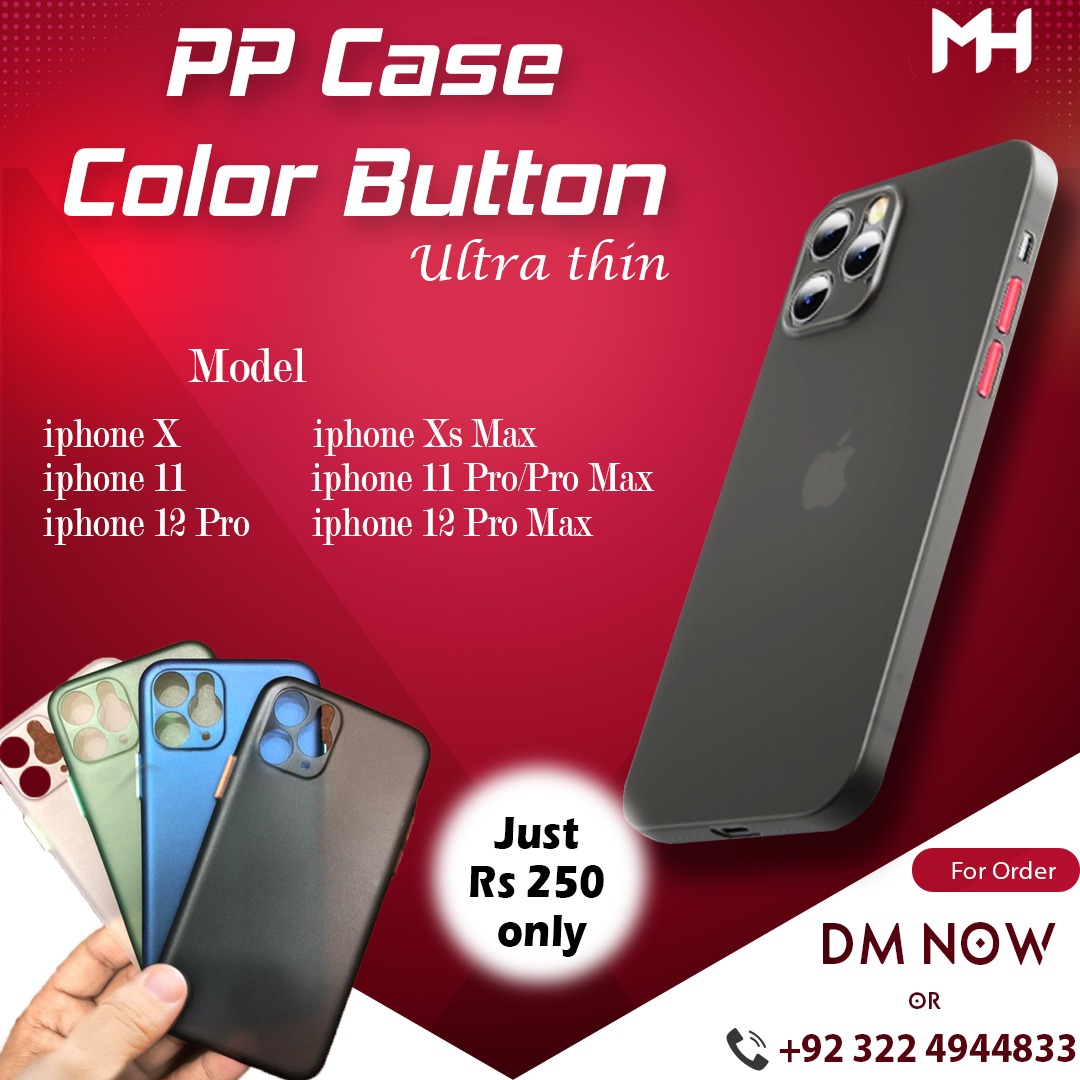 MH
PP Case
Color Button
Ultra thin
Model
iphone X
iphone Xs Max
iphone 11
iphone 11 Pro/Pro Max
iphone 12 Pro
iphone 12 Pro Max
Just
Rs 250
only
For Order
DM NOW
OR
+92 322 4944833